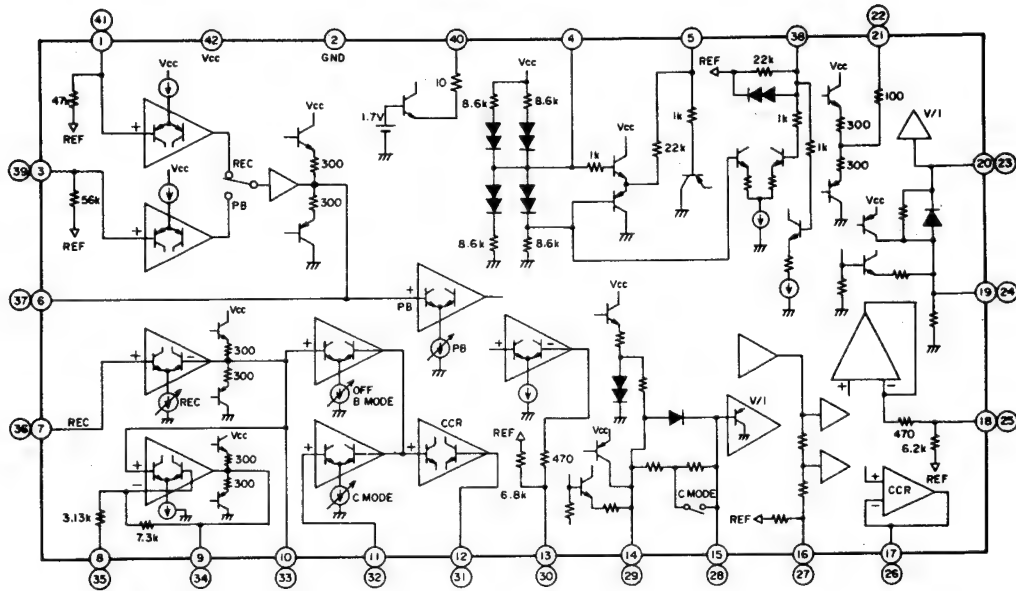 41 22
1 42 2 40 4 5 38 21
Vcc GND
Vcc
47k
REF
+
REC
PB
39 3
56k
REF
Vcc
+
Vcc
300
300
10
1.7V
Vcc
8.6k 8.6k
8.6k 8.6k
1k
22k
1k
REF
22k
1k
1k
Vcc
300
300
100
V/I
20 23
Vcc
19 24
37 6
PB
+
PB
Vcc
Vcc
300
300
+ −
REC
36 7
REC
+
OFF
B MODE
−
V/I
+ −
470
6.2k
REF
18 25
Vcc
300
300
+
−
3.13k
7.3k
+
C MODE
CCR
+
REF
6.8k
470
Vcc
C MODE
REF
+
−
CCR
8 9 10 11 12 13 14 15 16 17
35 34 33 32 31 30 29 28 27 26